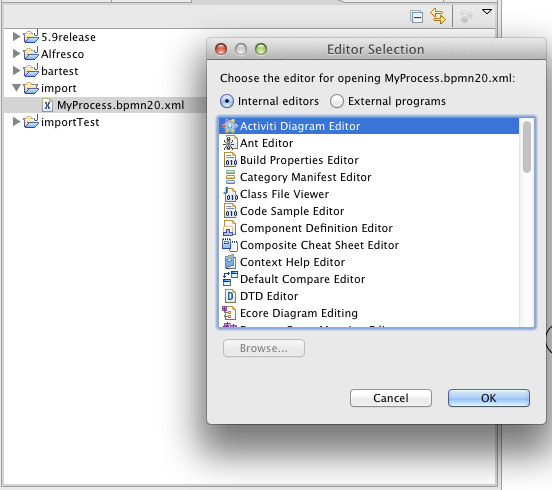 5.9release
Alfresco
bartest
import
MyProcess.bpmn20.xml
importTest
Editor Selection
Choose the editor for opening MyProcess.bpmn20.xml:
Internal editors External programs
Activiti Diagram Editor
Ant Editor
Build Properties Editor
Category Manifest Editor
Class File Viewer
Code Sample Editor
Component Definition Editor
Composite Cheat Sheet Editor
Context Help Editor
Default Compare Editor
DTD Editor
Ecore Diagram Editing
Browse...
Cancel OK